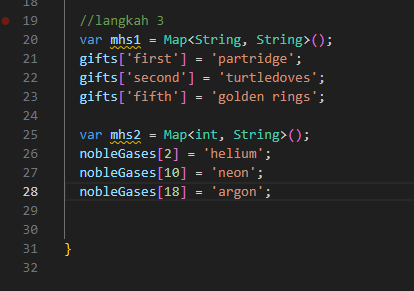 18
19 //langkah 3
20 var mhs1 = Map<String, String>();
21 gifts['first'] = 'partridge';
22 gifts['second'] = 'turtledoves';
23 gifts['fifth'] = 'golden rings';
24
25 var mhs2 = Map<int, String>();
26 nobleGases[2] = 'helium';
27 nobleGases[10] = 'neon';
28 nobleGases[18] = 'argon';
29
30
31 }
32